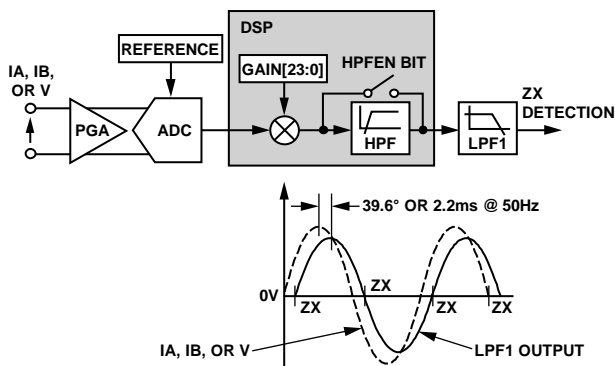 DSP
REFERENCE
HPFEN BIT
GAIN[23:0]
IA, IB,
OR V
ZX
DETECTION
PGA
ADC
HPF
LPF1
39.6° OR 2.2ms @ 50Hz
0V
ZX
ZX
ZX
ZX
IA, IB, OR V
LPF1 OUTPUT